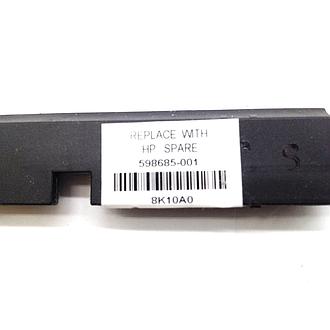 REPLACE WITH
HP SPARE
598685-001
8K10A0
S